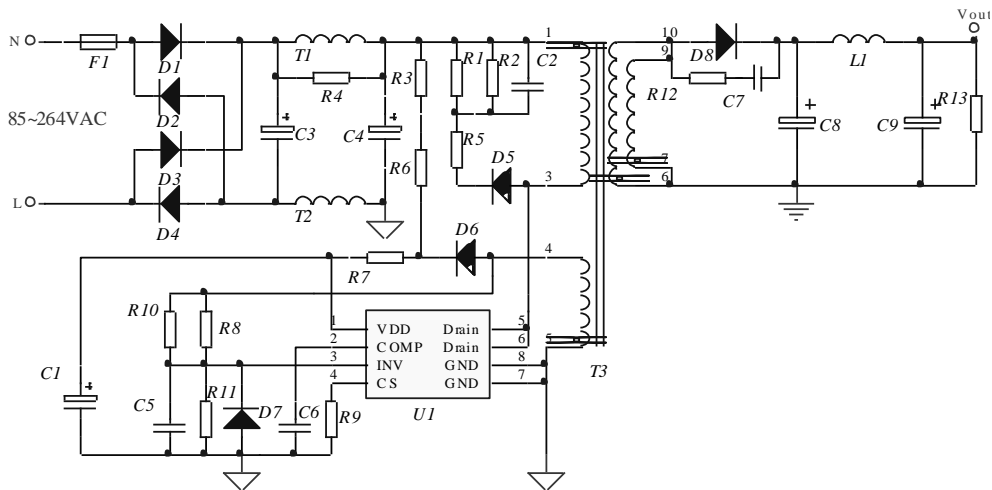 Vout
N
F1
D1
T1
1
10
9
D8
L1
R3
R1
R2
C2
R4
R12
C7
R13
85~264VAC
D2
C3
C4
C8
C9
R5
R6
D5
D3
3
7
6
L
D4
T2
D6
4
R7
R10
R8
1
VDD
Drain
5
2
COMP
Drain
6
3
INV
GND
8
4
CS
GND
7
5
T3
C1
C5
R11
D7
C6
R9
U1